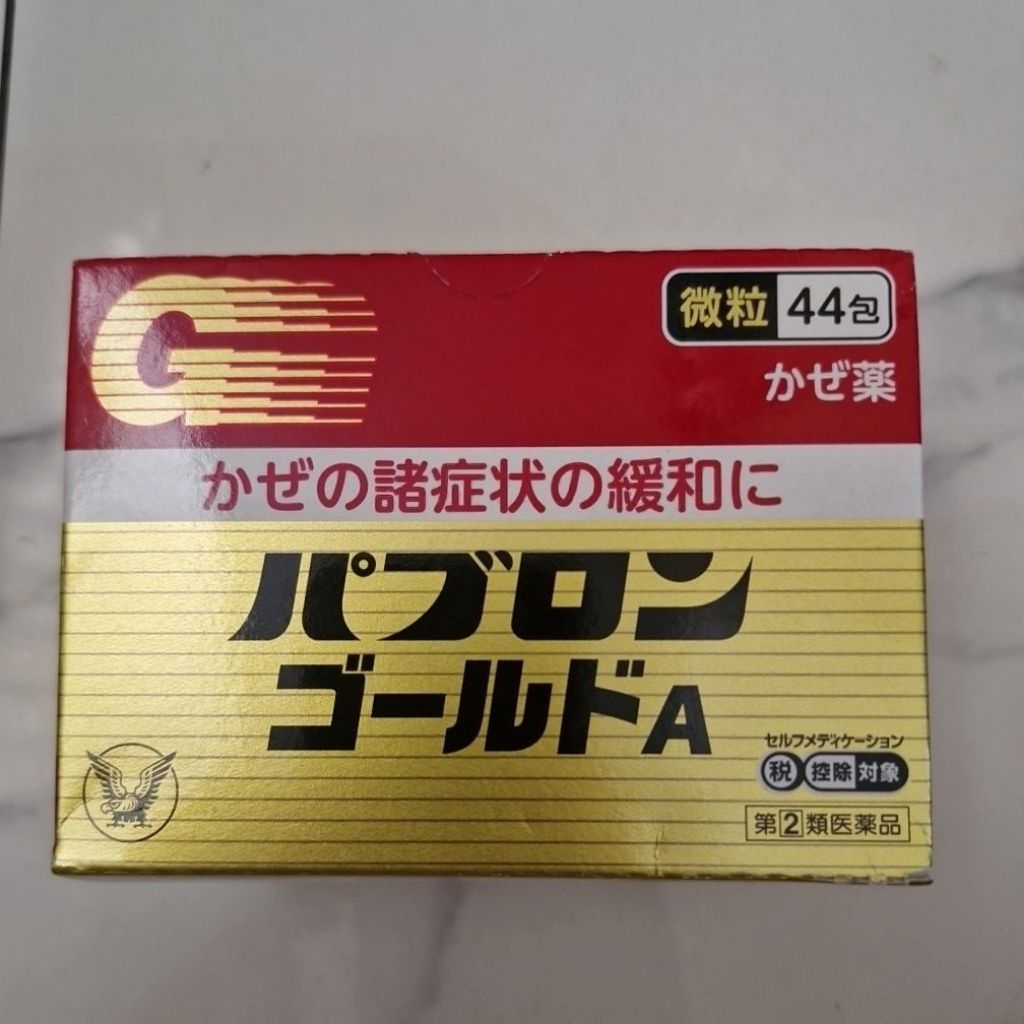 G
微粒 44包
かぜ薬
かぜの諸症状の緩和に
パブロン
ゴールドA
セルフメディケーション
税 控除 対象
第2類医薬品